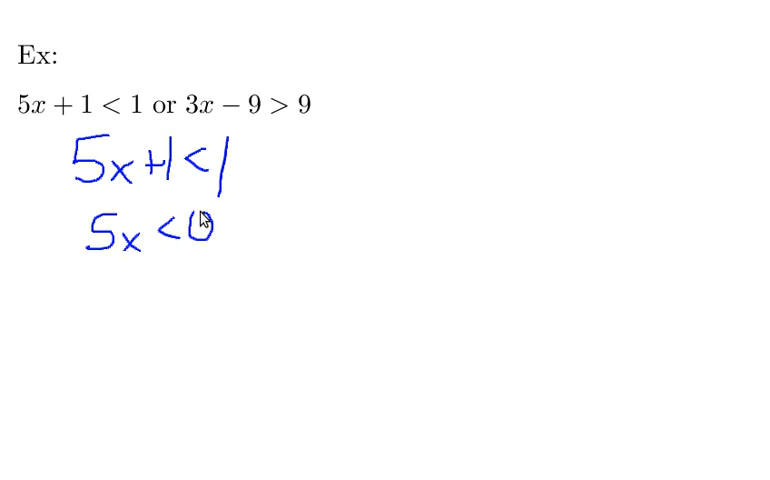 Ex:
5x + 1 < 1 or 3x − 9 > 9
5x+1<1
5x <0